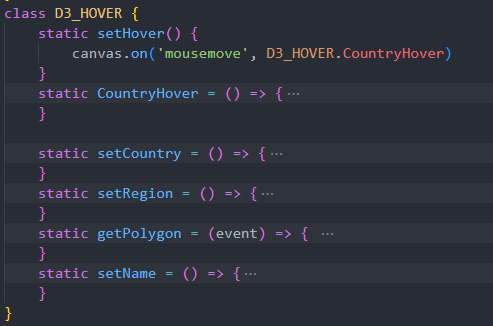 class D3_HOVER {
    static setHover() {
        canvas.on('mousemove', D3_HOVER.CountryHover)
    }
    static CountryHover = () => {···
    }
    static setCountry = () => {···
    }
    static setRegion = () => {···
    }
    static getPolygon = (event) => { ···
    }
    static setName = () => {···
    }
}